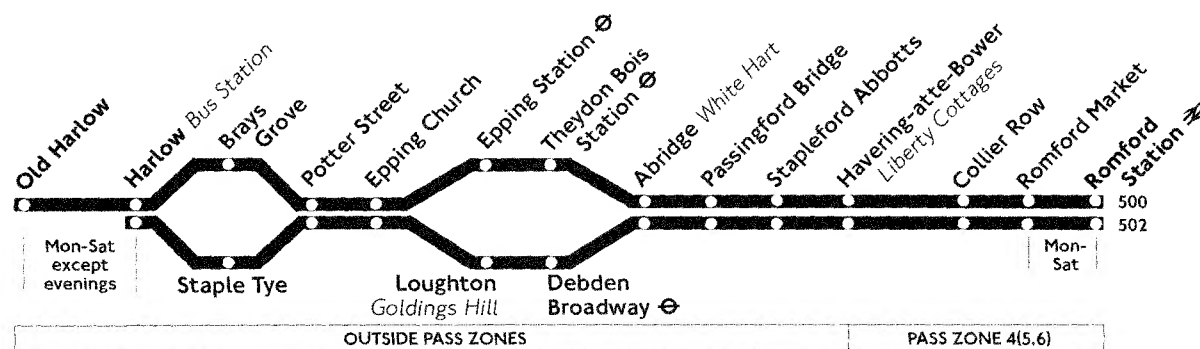 Old Harlow
Harlow Bus Station
Brays
Grove
Potter Street
Epping Church
Epping Station
Theydon Bois
Station
Abridge White Hart
Passingford Bridge
Stapleford Abbotts
Havering-atte-Bower
Liberty Cottages
Collier Row
Romford Market
Romford
Station
500
502
Mon-Sat
except
evenings
Staple Tye
Loughton
Goldings Hill
Debden
Broadway
Mon-
Sat
OUTSIDE PASS ZONES
PASS ZONE 4(5.6)